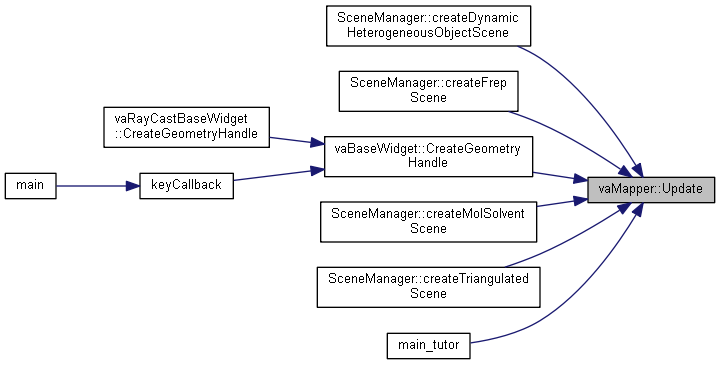 SceneManager::createDynamic
HeterogeneousObjectScene
SceneManager::createFrep
Scene
vaRayCastBaseWidget
::CreateGeometryHandle
vaBaseWidget::CreateGeometry
Handle
main
keyCallback
vaMapper::Update
SceneManager::createMolSolvent
Scene
SceneManager::createTriangulated
Scene
main_tutor